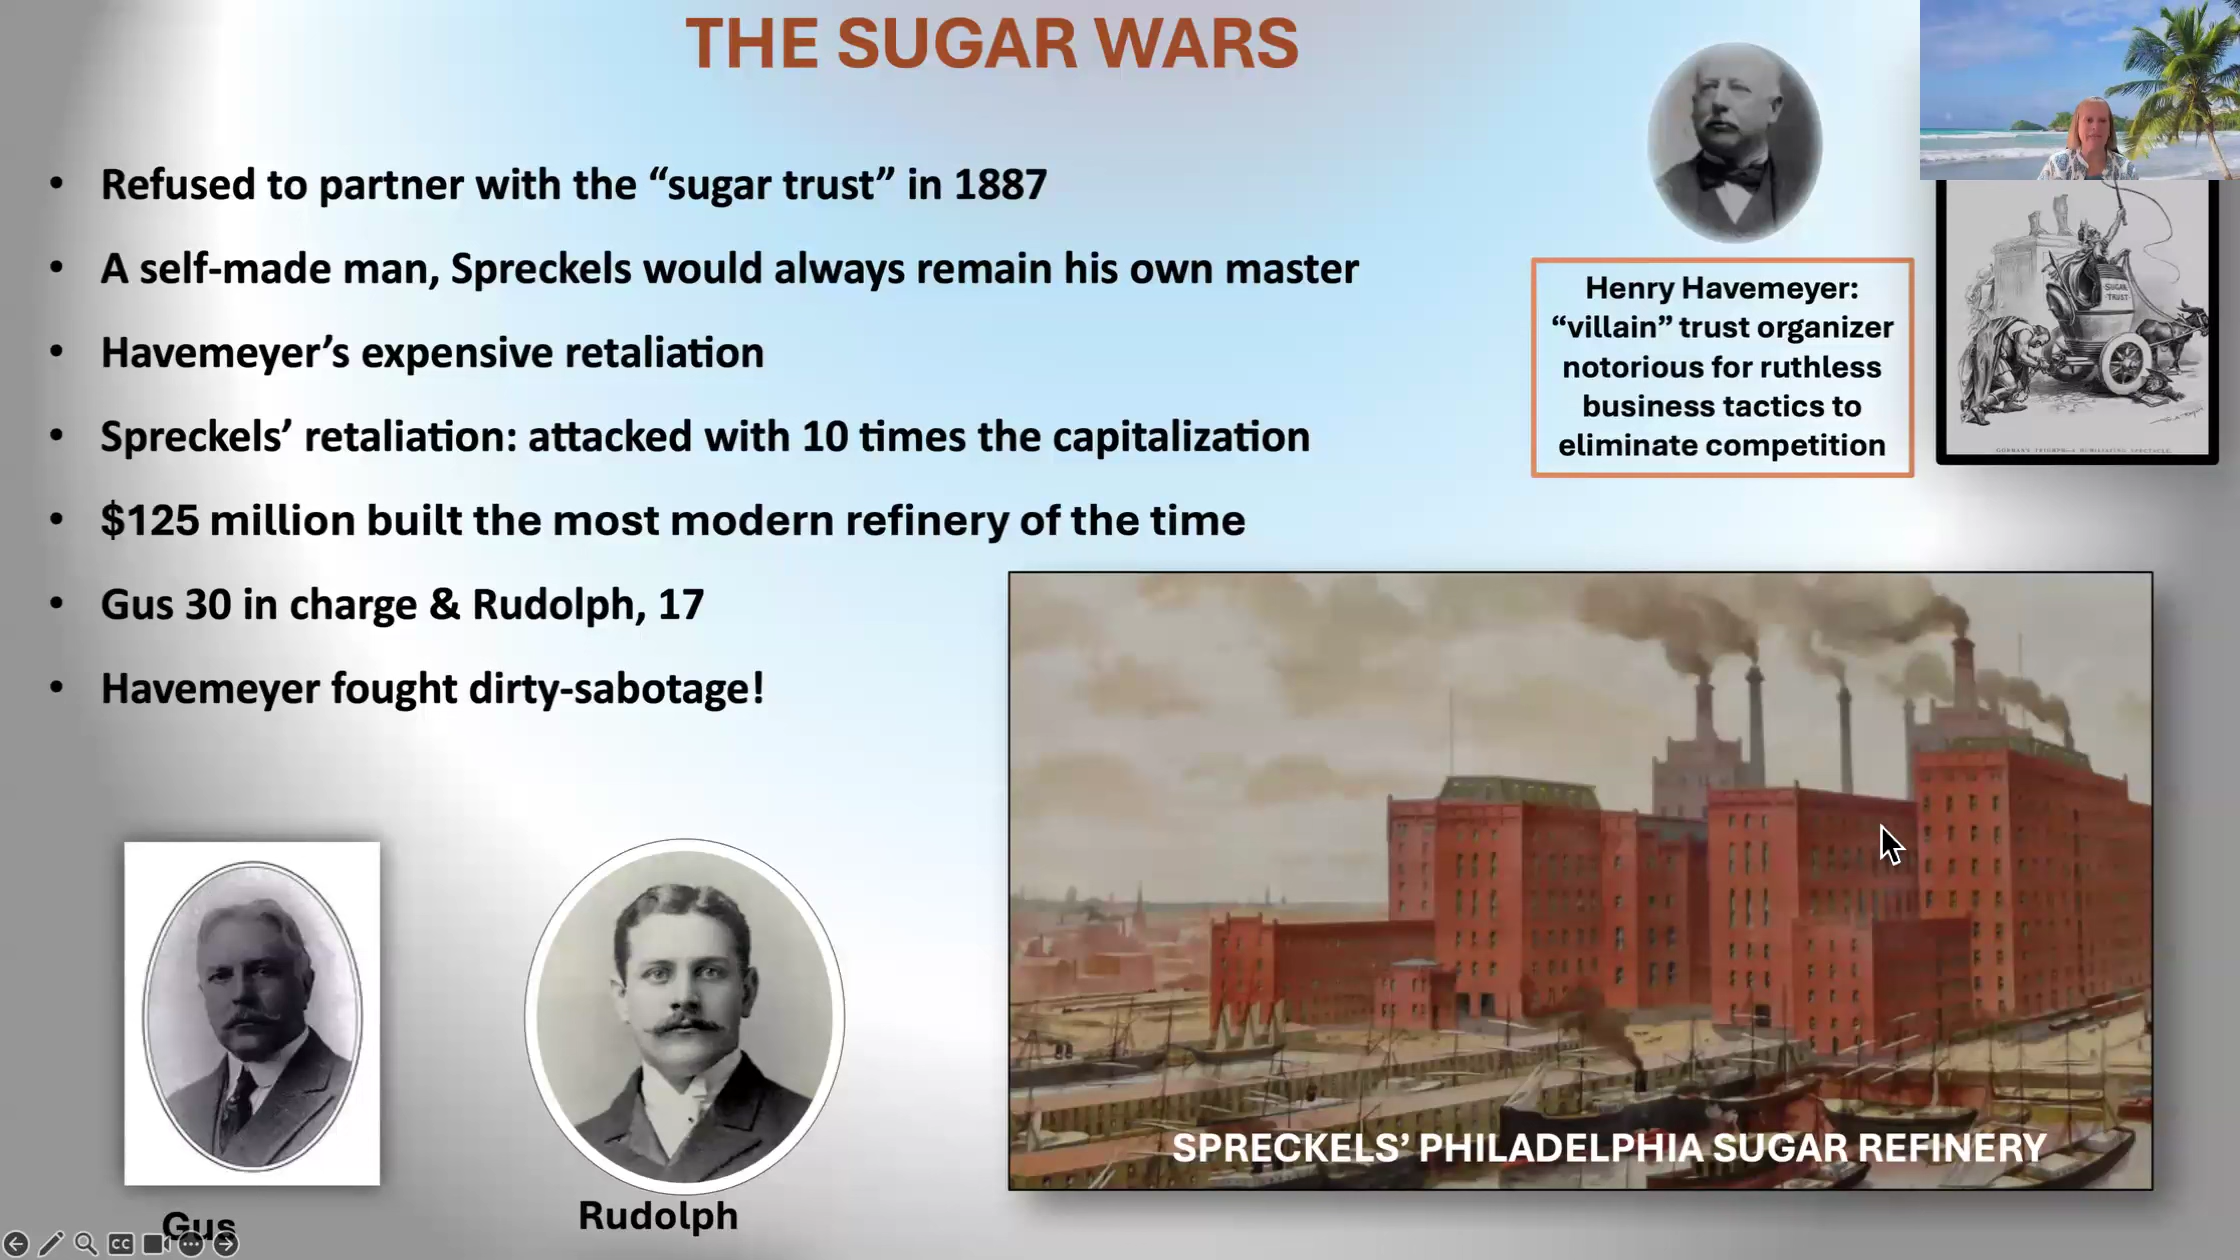 THE SUGAR WARS
• Refused to partner with the “sugar trust” in 1887
• A self-made man, Spreckels would always remain his own master
• Havemeyer’s expensive retaliation
• Spreckels’ retaliation: attacked with 10 times the capitalization
• $125 million built the most modern refinery of the time
• Gus 30 in charge & Rudolph, 17
• Havemeyer fought dirty-sabotage!
Henry Havemeyer:
“villain” trust organizer
notorious for ruthless
business tactics to
eliminate competition
SUGAR
TRUST
SPRECKELS’ PHILADELPHIA SUGAR REFINERY
Gus
Rudolph
CC